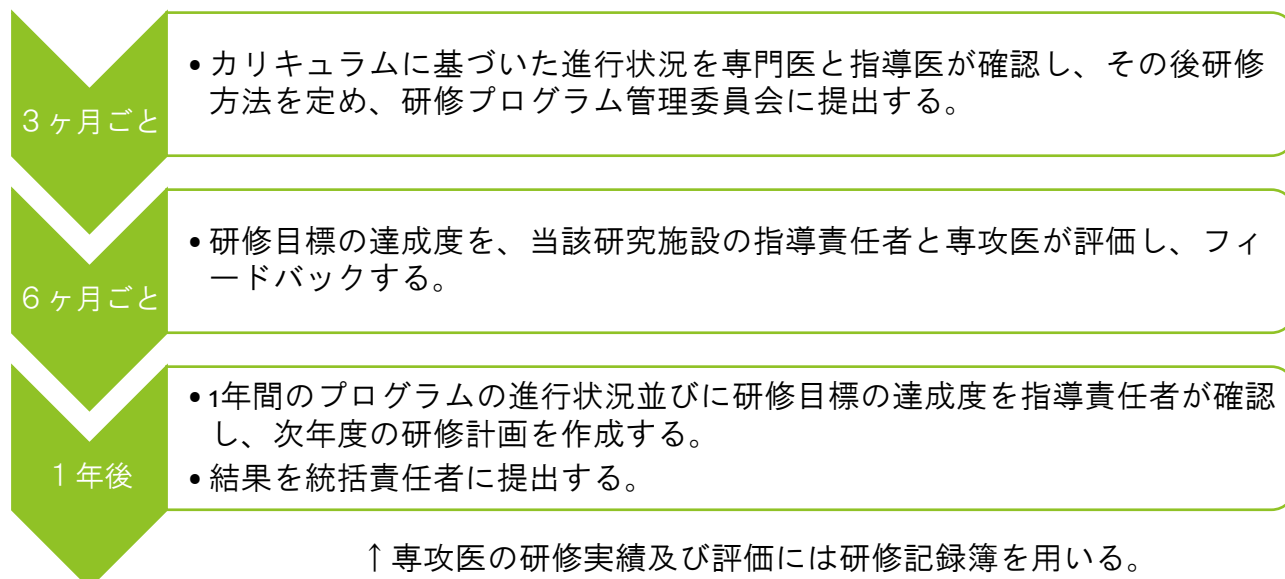 3ヶ月ごと
•カリキュラムに基づいた進行状況を専門医と指導医が確認し、その後研修
方法を定め、研修プログラム管理委員会に提出する。
6ヶ月ごと
•研修目標の達成度を、当該研究施設の指導責任者と専攻医が評価し、フィ
ードバックする。
1年後
•1年間のプログラムの進行状況並びに研修目標の達成度を指導責任者が確認
し、次年度の研修計画を作成する。
•結果を統括責任者に提出する。
↑専攻医の研修実績及び評価には研修記録簿を用いる。